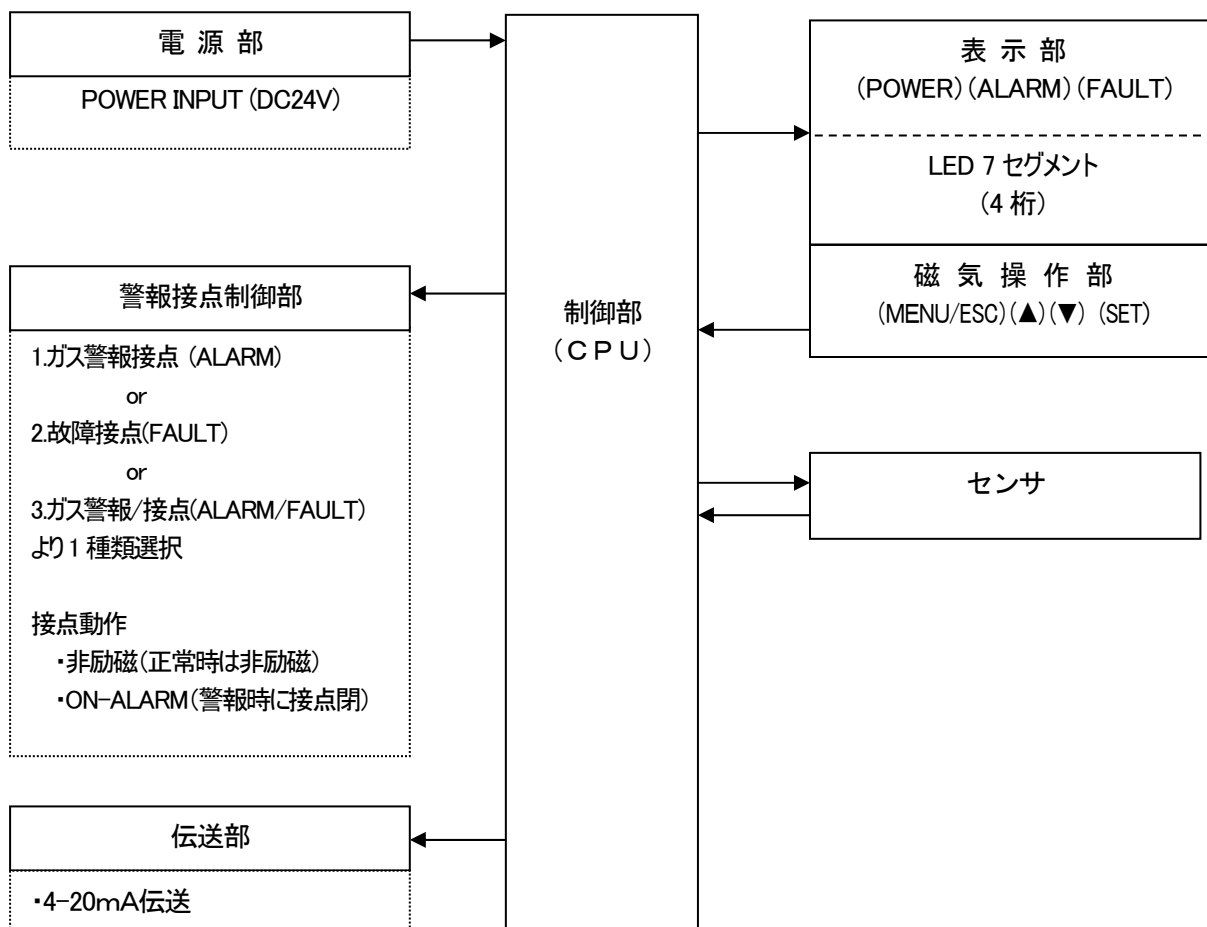 電 源 部
POWER INPUT (DC24V)
警報接点制御部
1.ガス警報接点 (ALARM)
or
2.故障接点(FAULT)
or
3.ガス警報/接点(ALARM/FAULT)
より1種類選択
接点動作
・非励磁(正常時は非励磁)
・ON-ALARM(警報時に接点閉)
伝送部
・4-20mA伝送
制御部
(CPU)
表 示 部
(POWER)(ALARM)(FAULT)
LED 7 セグメント
(4 桁)
磁 気 操 作 部
(MENU/ESC)(▲)(▼) (SET)
センサ